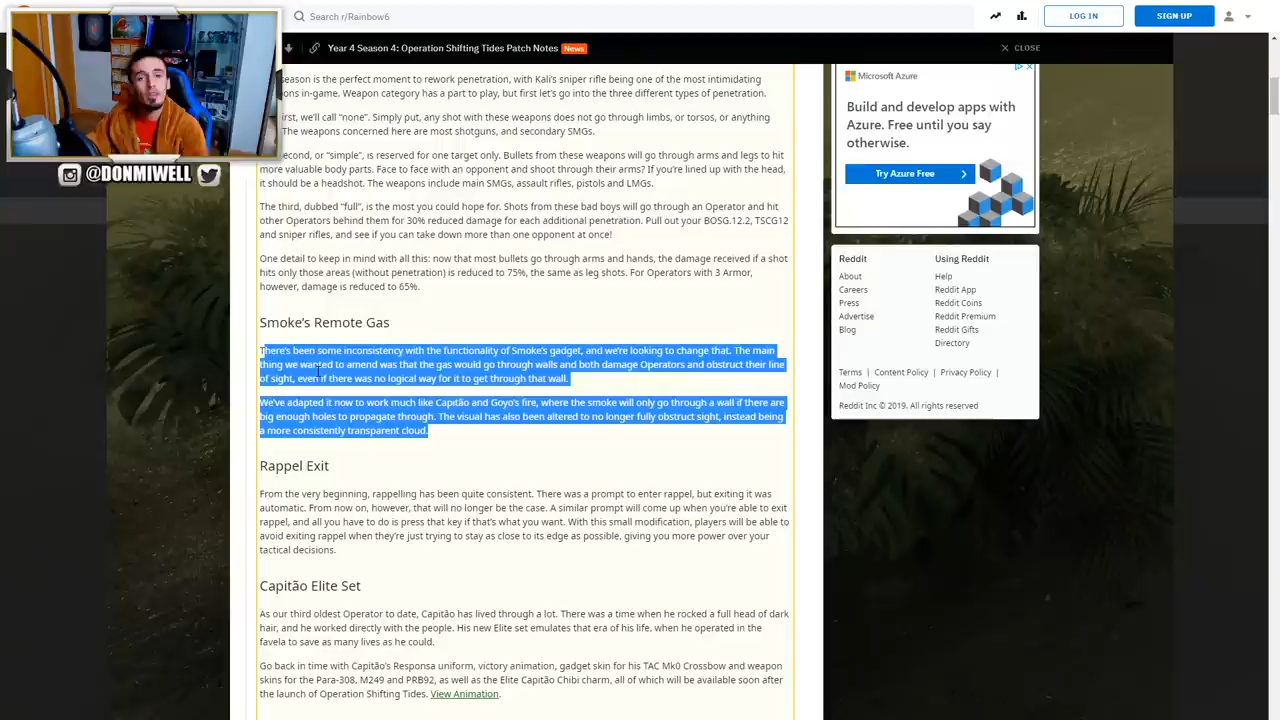 Search r/Rainbow6
LOG IN
SIGN UP
Year 4 Season 4: Operation Shifting Tides Patch Notes News
CLOSE
season is the perfect moment to rework penetration, with Kali's sniper rifle being one of the most intimidating
in-game. Weapon category has a part to play, but first let's go into the three different types of penetration.
we'll call “none”. Simply put, any shot with these weapons does not go through limbs, or torsos, or anything
The weapons concerned here are most shotguns, and secondary SMGs.
second, or “simple”, is reserved for one target only. Bullets from these weapons will go through arms and legs to hit
more valuable body parts. Face to face with an opponent and shoot through their arms? If you're lined up with the head,
it should be a headshot. The weapons include main SMGs, assault rifles, pistols and LMGs.
The third, dubbed “full”, is the most you could hope for. Shots from these bad boys will go through an Operator and hit
other Operators behind them for 30% reduced damage for each additional penetration. Pull out your BOSG.12.2, TSCG12
and sniper rifles, and see if you can take down more than one opponent at once!
One detail to keep in mind with all this: now that most bullets go through arms and hands, the damage received if a shot
hits only those areas (without penetration) is reduced to 75%, the same as leg shots. For Operators with 3 Armor,
however, damage is reduced to 65%.
Smoke's Remote Gas
There's been some inconsistency with the functionality of Smoke's gadget, and we're looking to change that. The main
thing we wanted to amend was that the gas would go through walls and both damage Operators and obstruct their line
of sight, even if there was no logical way for it to get through that wall.
We've adapted it now to work much like Capitão and Goyo's fire, where the smoke will only go through a wall if there are
big enough holes to propagate through. The visual has also been altered to no longer fully obstruct sight, instead being
a more consistently transparent cloud.
Rappel Exit
From the very beginning, rappelling has been quite consistent. There was a prompt to enter rappel, but exiting it was
automatic. From now on, however, that will no longer be the case. A similar prompt will come up when you're able to exit
rappel, and all you have to do is press that key if that's what you want. With this small modification, players will be able to
avoid exiting rappel when they're just trying to stay as close to its edge as possible, giving you more power over your
tactical decisions.
Capitão Elite Set
As our third oldest Operator to date, Capitão has lived through a lot. There was a time when he rocked a full head of dark
hair, and he worked directly with the people. His new Elite set emulates that era of his life, when he operated in the
favela to save as many lives as he could.
Go back in time with Capitão's Responsa uniform, victory animation, gadget skin for his TAC Mk0 Crossbow and weapon
skins for the Para-308, M249 and PRB92, as well as the Elite Capitão Chibi charm, all of which will be available soon after
the launch of Operation Shifting Tides. View Animation.
@DONMIWELL
Microsoft Azure
Build and develop apps with
Azure. Free until you say
otherwise.
Try Azure Free
Reddit Using Reddit
About Help
Careers Reddit App
Press Reddit Coins
Advertise Reddit Premium
Blog Reddit Gifts
Directory
Terms | Content Policy | Privacy Policy |
Mod Policy
Reddit Inc © 2019. All rights reserved